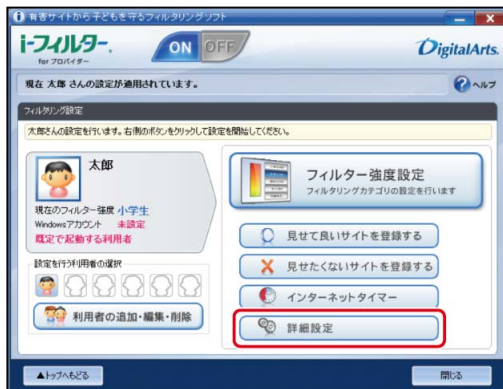 有害サイトから子どもを守るフィルタリングソフト
i-フィルター®
for プロバイダー
ON OFF
DigitalArts.
現在 太郎 さんの設定が適用されています。
ヘルプ
フィルタリング設定
太郎さんの設定を行います。右側のボタンをクリックして設定を開始してください。
太郎
現在のフィルター強度 小学生
Windowsアカウント 未設定
既定で起動する利用者
設定を行う利用者の選択
利用者の追加・編集・削除
フィルター強度設定
フィルタリングカテゴリの設定を行います
見せて良いサイトを登録する
見せたくないサイトを登録する
インターネットタイマー
詳細設定
▲トップへもどる
閉じる